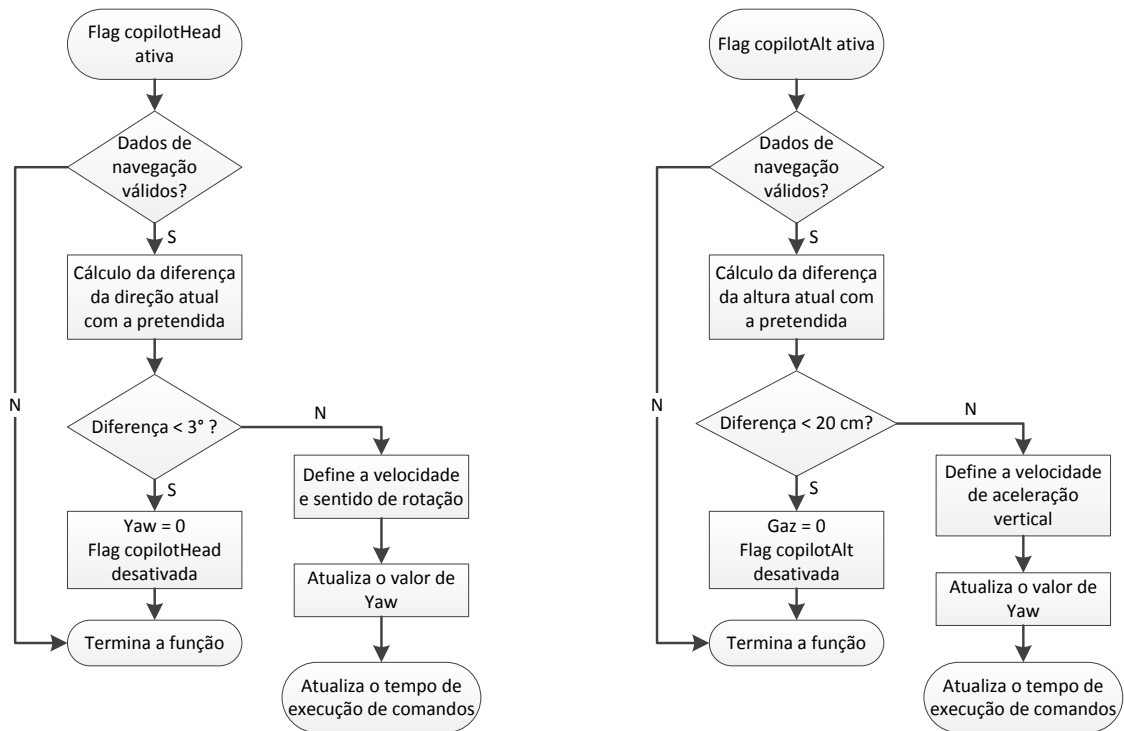 Flag copilotHead
ativa
Dados de
navegação
válidos?
S
Cálculo da diferença
da direção atual
com a pretendida
N
Diferença < 3° ?
N
S
Define a velocidade
e sentido de rotação
Yaw = 0
Flag copilotHead
desativada
Atualiza o valor de
Yaw
Termina a função
Atualiza o tempo de
execução de comandos
Flag copilotAlt ativa
Dados de
navegação
válidos?
S
Cálculo da diferença
da altura atual com
a pretendida
N
Diferença < 20 cm?
N
S
Define a velocidade
de aceleração
vertical
Gaz = 0
Flag copilotAlt
desativada
Atualiza o valor de
Yaw
Termina a função
Atualiza o tempo de
execução de comandos